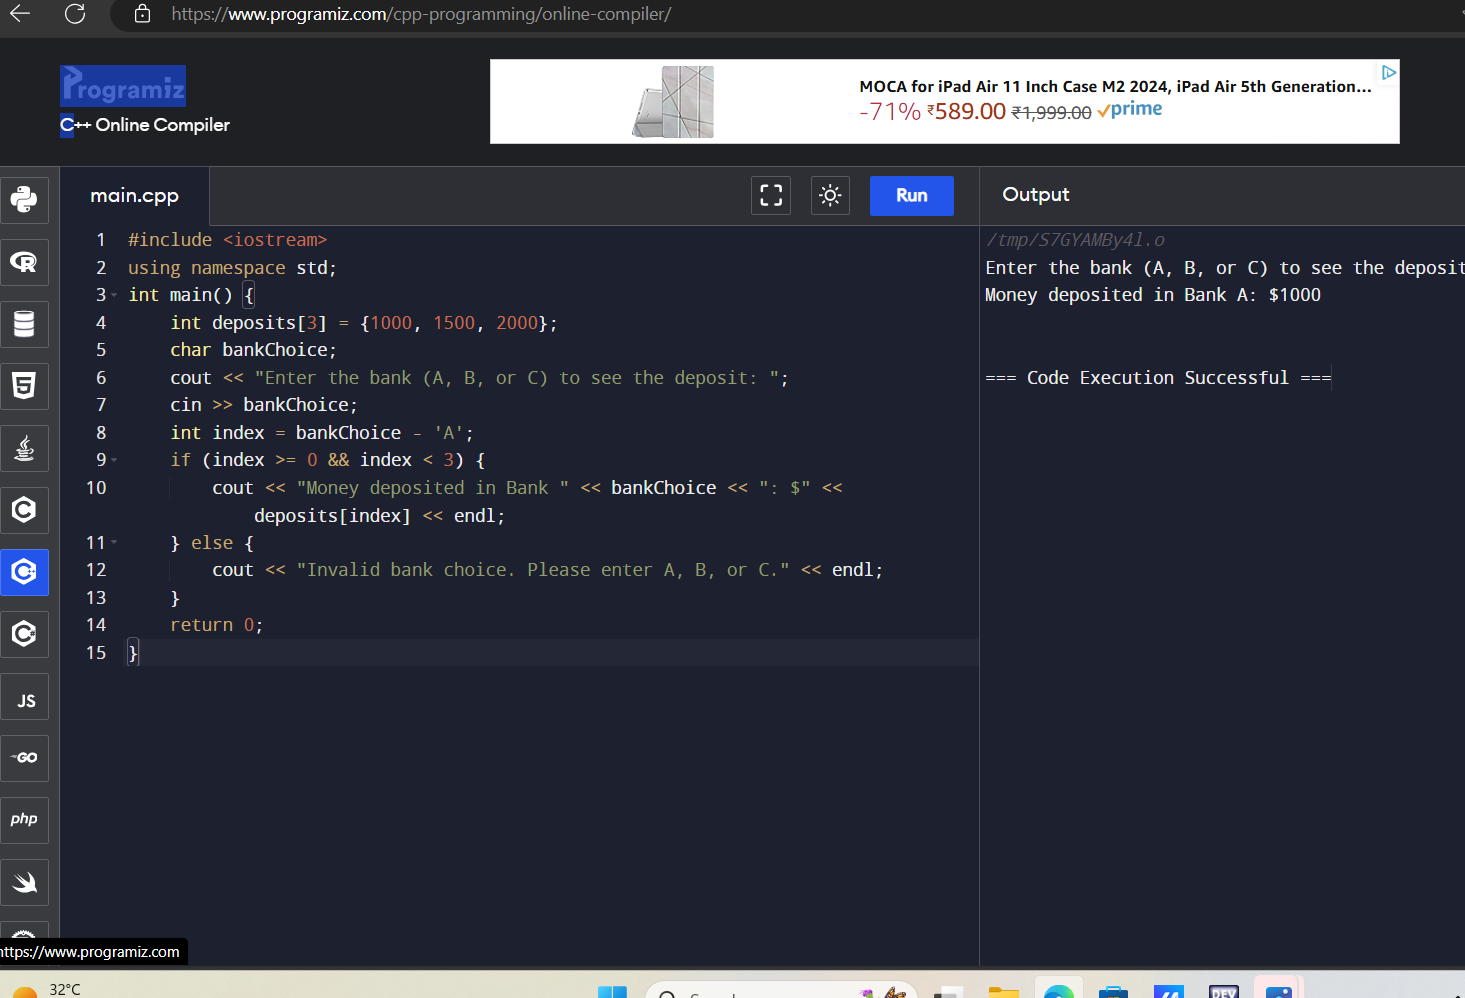 https://www.programiz.com/cpp-programming/online-compiler/
Programiz
C++ Online Compiler
MOCA for iPad Air 11 Inch Case M2 2024, iPad Air 5th Generation...
-71% ₹589.00 ₹1,999.00 prime
main.cpp
Run
Output
1 #include <iostream>
2 using namespace std;
3 int main() {
4 int deposits[3] = {1000, 1500, 2000};
5 char bankChoice;
6 cout << "Enter the bank (A, B, or C) to see the deposit: ";
7 cin >> bankChoice;
8 int index = bankChoice - 'A';
9 if (index >= 0 && index < 3) {
10 cout << "Money deposited in Bank " << bankChoice << ": $" <<
deposits[index] << endl;
11 } else {
12 cout << "Invalid bank choice. Please enter A, B, or C." << endl;
13 }
14 return 0;
15 }
/tmp/S7GYAMBy4l.o
Enter the bank (A, B, or C) to see the deposit
Money deposited in Bank A: $1000
=== Code Execution Successful ===
R
5
C
C++
C#
JS
GO
php
https://www.programiz.com
32°C
DEV